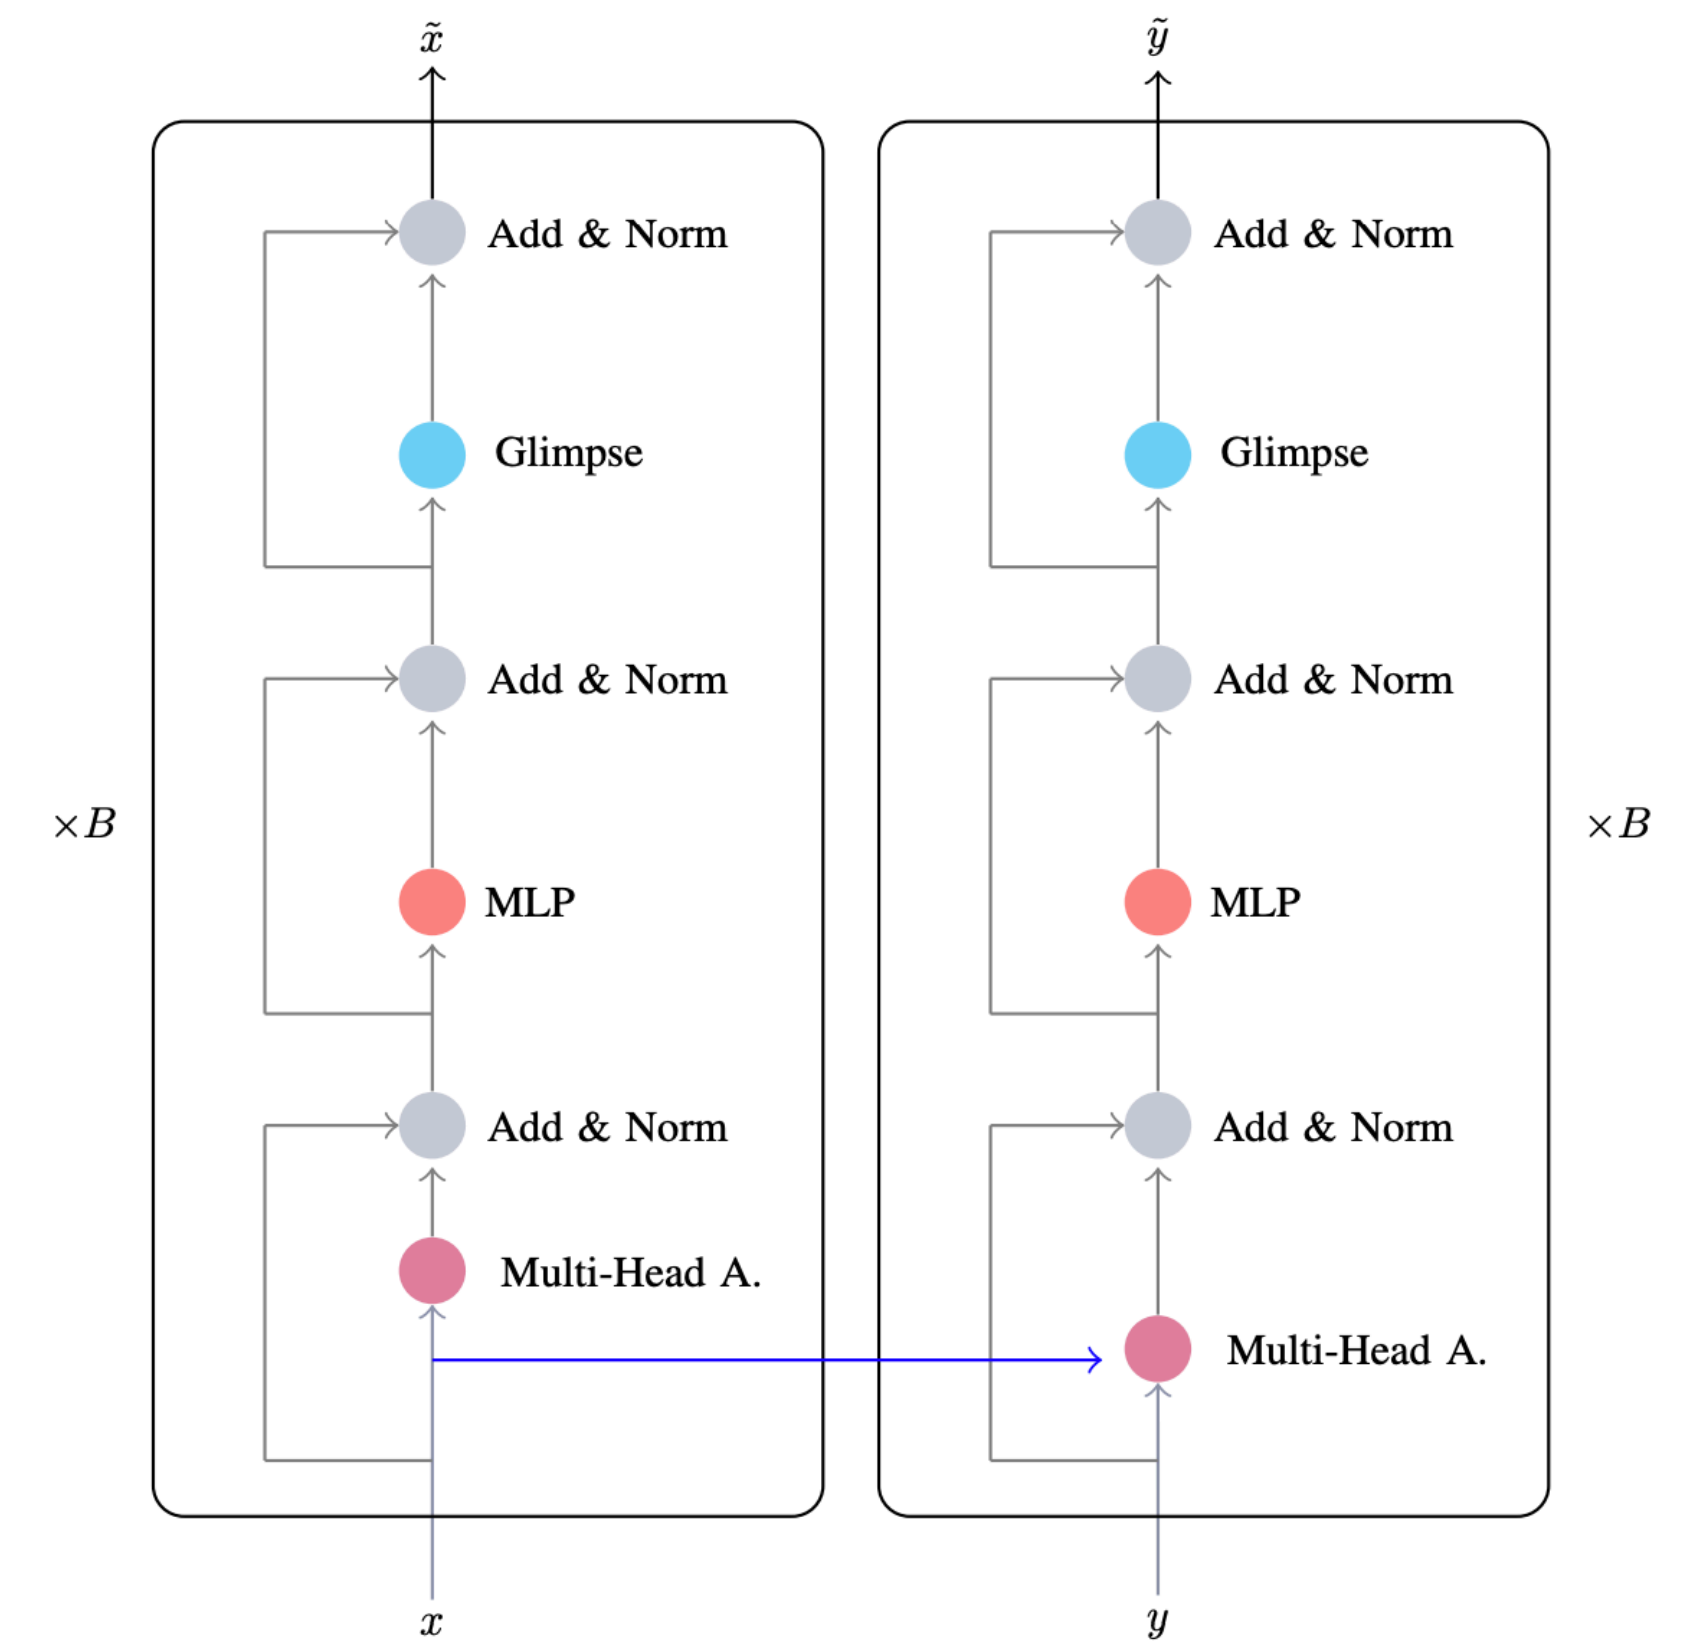 x̃
ỹ
Add & Norm
Add & Norm
Glimpse
Glimpse
Add & Norm
Add & Norm
×B
×B
MLP
MLP
Add & Norm
Add & Norm
Multi-Head A.
Multi-Head A.
x
y